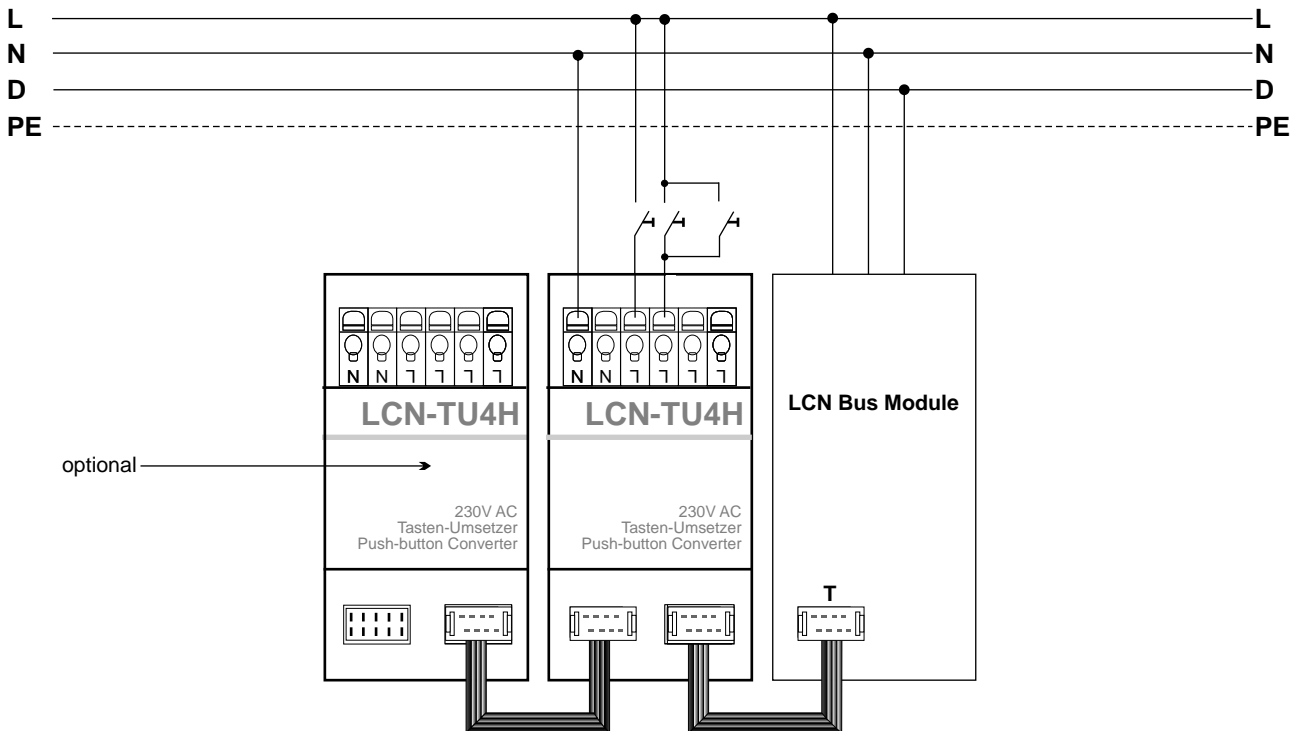 L L
N N
D D
PE PE
N N L L L L
N N L L L L
LCN-TU4H
LCN-TU4H
LCN Bus Module
optional
230V AC
Tasten-Umsetzer
Push-button Converter
230V AC
Tasten-Umsetzer
Push-button Converter
T